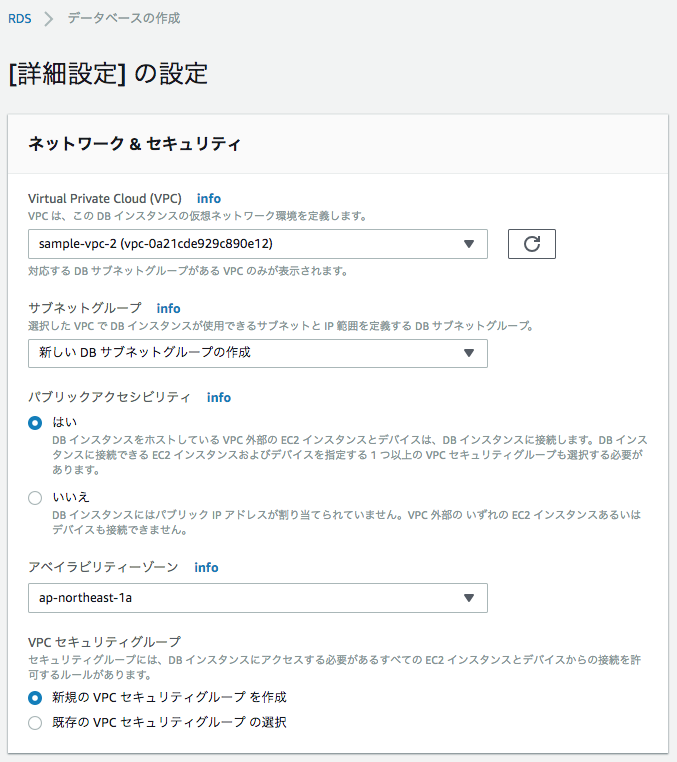 RDS > データベースの作成
[詳細設定] の設定
ネットワーク & セキュリティ
Virtual Private Cloud (VPC) info
VPC は、この DB インスタンスの仮想ネットワーク環境を定義します。
sample-vpc-2 (vpc-0a21cde929c890e12)
対応する DB サブネットグループがある VPC のみが表示されます。
サブネットグループ info
選択した VPC で DB インスタンスが使用できるサブネットと IP 範囲を定義する DB サブネットグループ。
新しい DB サブネットグループの作成
パブリックアクセシビリティ info
はい
DB インスタンスをホストしている VPC 外部の EC2 インスタンスとデバイスは、DB インスタンスに接続します。DB インス
タンスに接続できる EC2 インスタンスおよびデバイスを指定する 1 つ以上の VPC セキュリティグループも選択する必要が
あります。
いいえ
DB インスタンスにはパブリック IP アドレスが割り当てられていません。VPC 外部の いずれの EC2 インスタンスあるいは
デバイスも接続できません。
アベイラビリティーゾーン info
ap-northeast-1a
VPC セキュリティグループ
セキュリティグループには、DB インスタンスにアクセスする必要があるすべての EC2 インスタンスとデバイスからの接続を許
可するルールがあります。
新規の VPC セキュリティグループ を作成
既存の VPC セキュリティグループ の選択